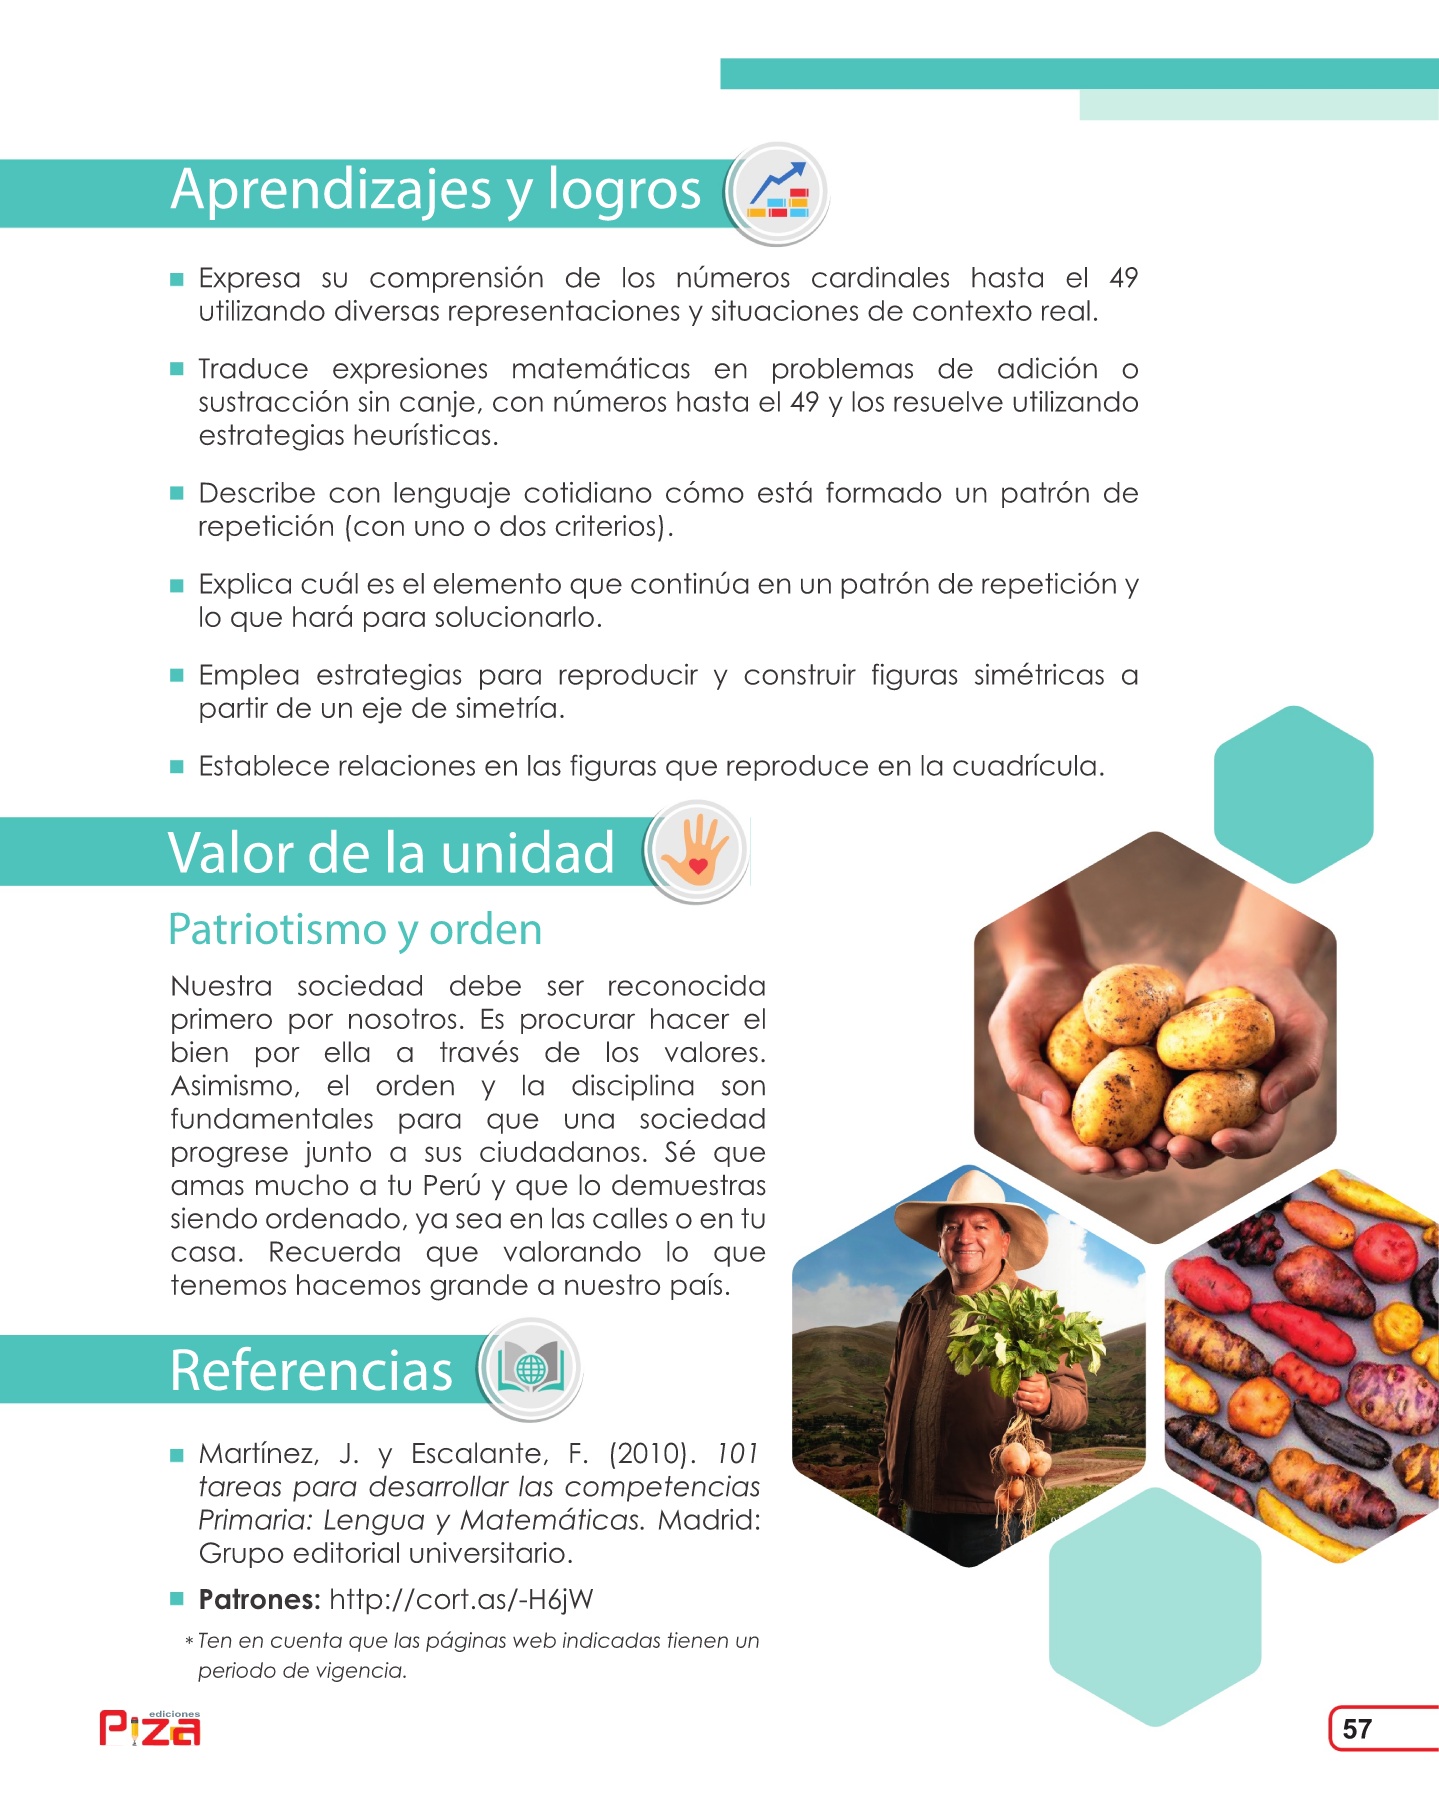 Aprendizajes y logros
Expresa su comprensión de los números cardinales hasta el 49
utilizando diversas representaciones y situaciones de contexto real.
Traduce expresiones matemáticas en problemas de adición o
sustracción sin canje, con números hasta el 49 y los resuelve utilizando
estrategias heurísticas.
Describe con lenguaje cotidiano cómo está formado un patrón de
repetición (con uno o dos criterios).
Explica cuál es el elemento que continúa en un patrón de repetición y
lo que hará para solucionarlo.
Emplea estrategias para reproducir y construir figuras simétricas a
partir de un eje de simetría.
Establece relaciones en las figuras que reproduce en la cuadrícula.
Valor de la unidad
Patriotismo y orden
Nuestra sociedad debe ser reconocida
primero por nosotros. Es procurar hacer el
bien por ella a través de los valores.
Asimismo, el orden y la disciplina son
fundamentales para que una sociedad
progrese junto a sus ciudadanos. Sé que
amas mucho a tu Perú y que lo demuestras
siendo ordenado, ya sea en las calles o en tu
casa. Recuerda que valorando lo que
tenemos hacemos grande a nuestro país.
Referencias
Martínez, J. y Escalante, F. (2010). 101
tareas para desarrollar las competencias
Primaria: Lengua y Matemáticas. Madrid:
Grupo editorial universitario.
Patrones: http://cort.as/-H6jW
* Ten en cuenta que las páginas web indicadas tienen un
periodo de vigencia.
ediciones
Piza
57